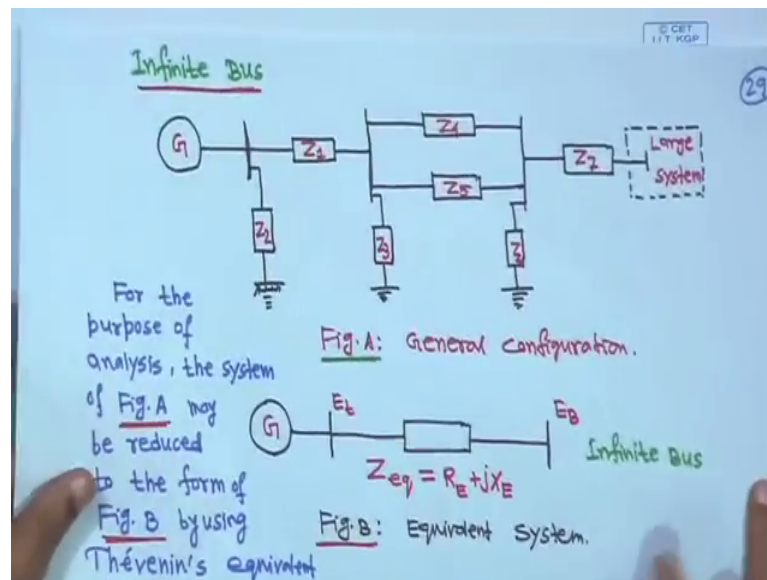 © CET
I.I.T. KGP
Infinite Bus
29
G
Z1
Z4
Z5
Z7
Large
System
Z2
Z3
For the
purpose of
analysis, the system
of Fig.A may
be reduced
to the form of
Fig. B by using
Thévenin's equivalent
Fig.A: General configuration.
G
Et
EB
Infinite Bus
Zeq = RE+jXE
Fig.B: Equivalent System.